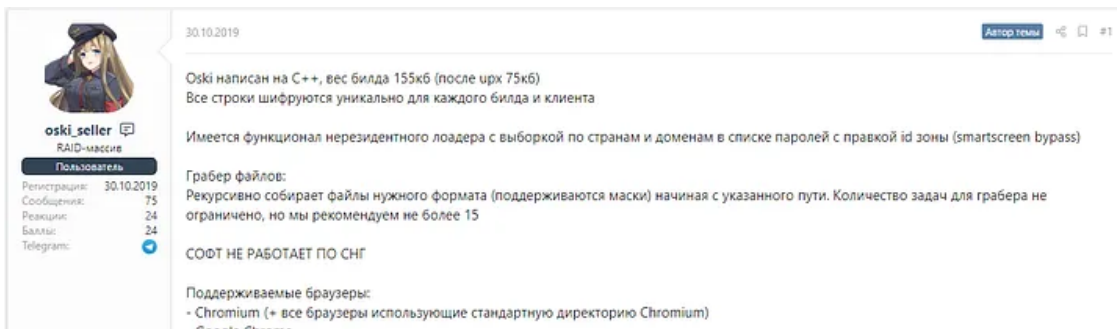 30.10.2019
Автор темы
#1
oski_seller
RAID-массив
Пользователь
Регистрация: 30.10.2019
Сообщения: 75
Реакции: 24
Баллы: 24
Telegram:
Oski написан на C++, вес билда 155кб (после upx 75кб)
Все строки шифруются уникально для каждого билда и клиента
Имеется функционал нерезидентного лоадера с выборкой по странам и доменам в списке паролей с правкой id зоны (smartscreen bypass)
Грабер файлов:
Рекурсивно собирает файлы нужного формата (поддерживаются маски) начиная с указанного пути. Количество задач для грабера не
ограничено, но мы рекомендуем не более 15
СОФТ НЕ РАБОТАЕТ ПО СНГ
Поддерживаемые браузеры:
- Chromium (+ все браузеры использующие стандартную директорию Chromium)